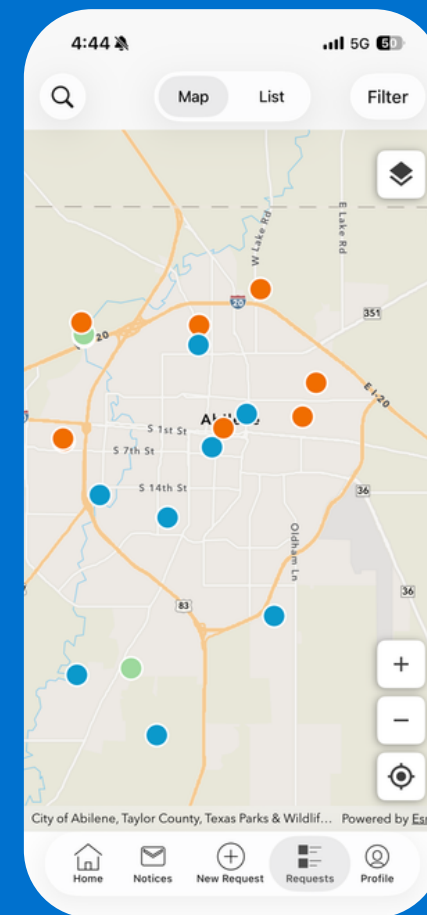 4:44
5G 50
Map List Filter
W Lake Rd
E Lake Rd
20
351
20
E I-20
S 1st St
S 7th St
S 14th St
36
Oldham Ln
36
83
+
−
City of Abilene, Taylor County, Texas Parks & Wildlif... Powered by
Home Notices New Request Requests Profile